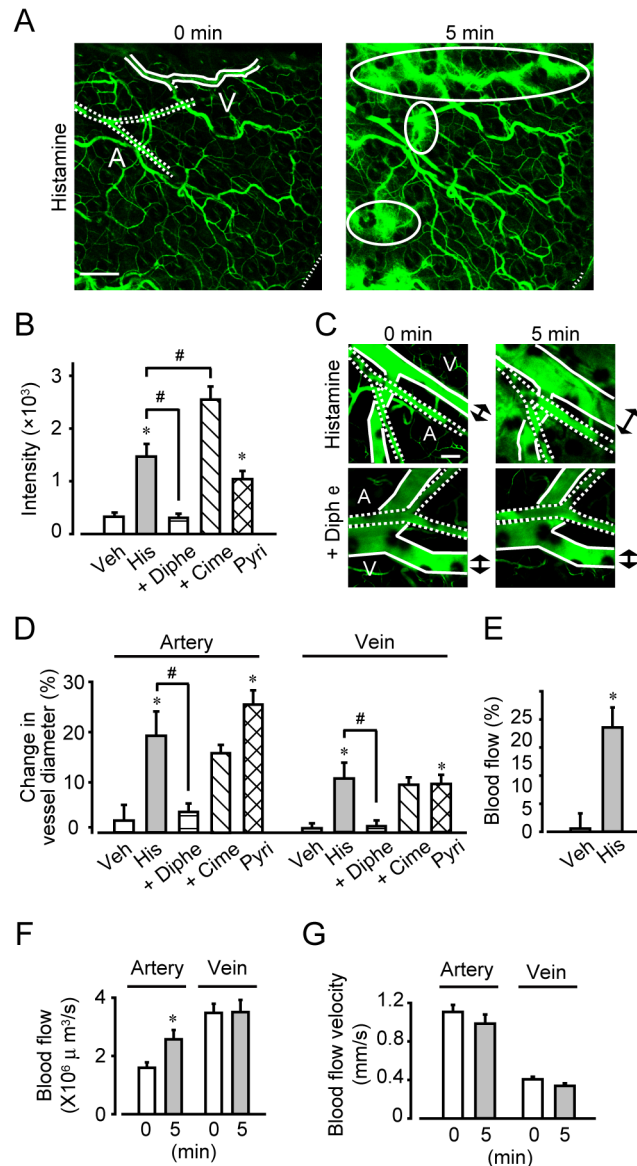 A
0 min
5 min
Histamine
V
A
B
Intensity (×10³)
3
2
1
0
#
#
*
*
Veh
His
+ Diphe
+ Cime
Pyri
C
0 min
5 min
Histamine
V
A
+ Diph e
A
V
D
Artery
Vein
Change in
vessel diameter (%)
30
20
10
0
#
*
*
#
*
*
Veh
His
+ Diphe
+ Cime
Pyri
Veh
His
+ Diphe
+ Cime
Pyri
E
Blood flow (%)
25
20
15
10
5
0
*
Veh
His
F
Artery
Vein
Blood flow
(X10⁶ μ m³/s)
4
2
0
*
0 5 0 5
(min)
G
Artery
Vein
Blood flow velocity
(mm/s)
1.2
0.4
0
0 5 0 5
(min)